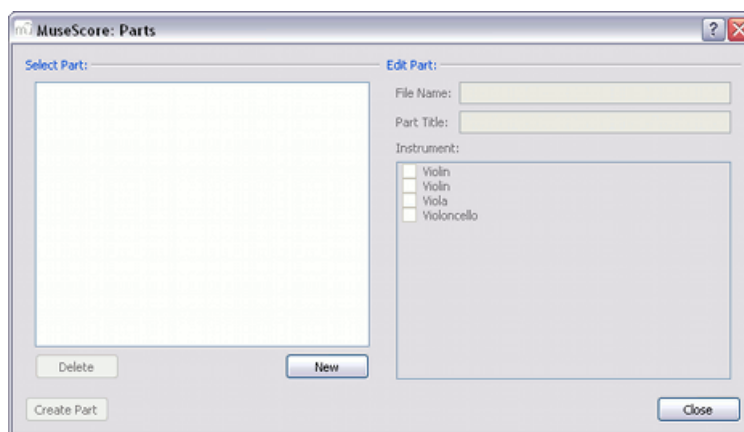 MuseScore: Parts
Select Part:
Delete
New
Create Part
Edit Part:
File Name:
Part Title:
Instrument:
Violin
Violin
Viola
Violoncello
Close